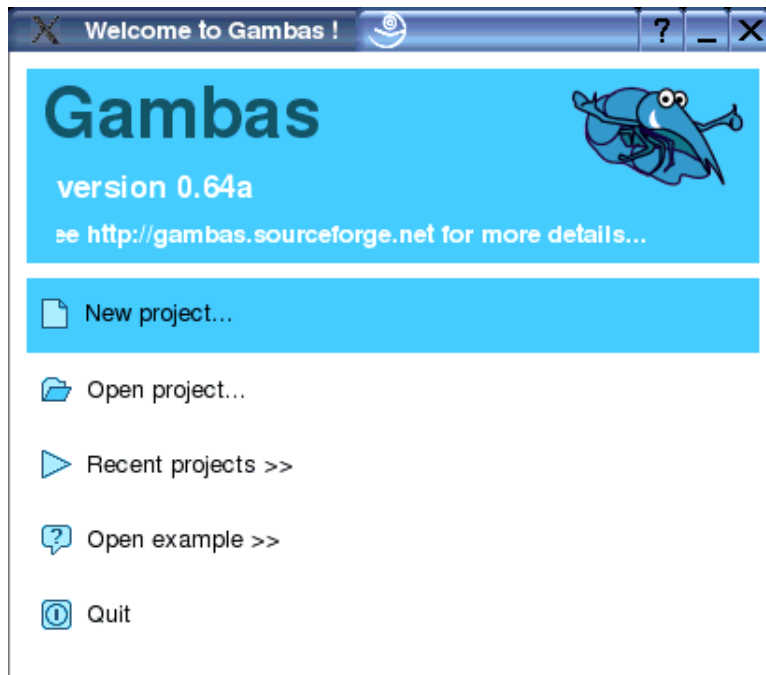 Welcome to Gambas !
Gambas
version 0.64a
ee http://gambas.sourceforge.net for more details...
New project...
Open project...
Recent projects >>
Open example >>
Quit